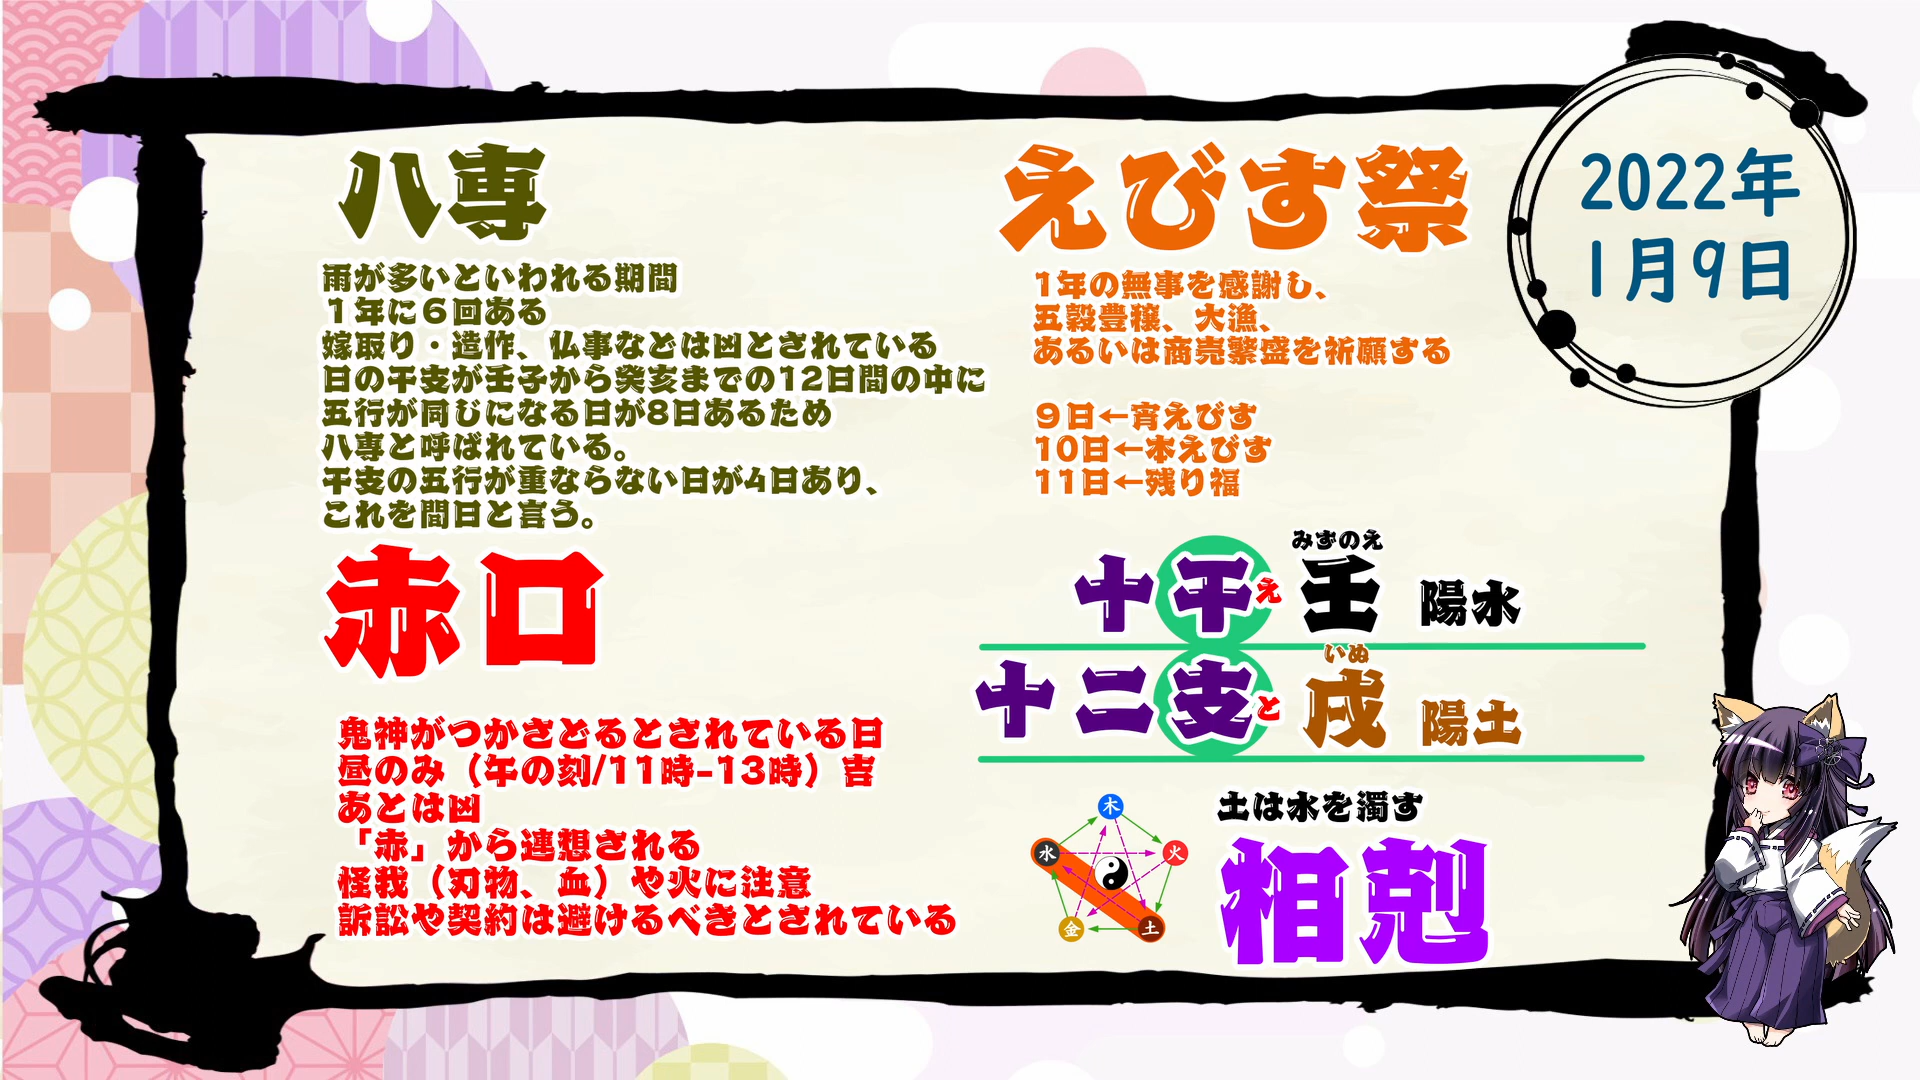 八専
雨が多いといわれる期間
１年に６回ある
嫁取り・造作、仏事などは凶とされている
日の干支が壬子から癸亥までの12日間の中に
五行が同じになる日が8日あるため
八専と呼ばれている。
干支の五行が重ならない日が4日あり、
これを間日と言う。
赤口
鬼神がつかさどるとされている日
昼のみ（午の刻/11時-13時）吉
あとは凶
「赤」から連想される
怪我（刃物、血）や火に注意
訴訟や契約は避けるべきとされている
えびす祭
1年の無事を感謝し、
五穀豊穣、大漁、
あるいは商売繁盛を祈願する
９日←宵えびす
10日←本えびす
11日←残り福
2022年
1月9日
みずのえ
十干え 壬 陽水
いぬ
十二支と 戌 陽土
土は水を濁す
相剋
木
水
火
金
土